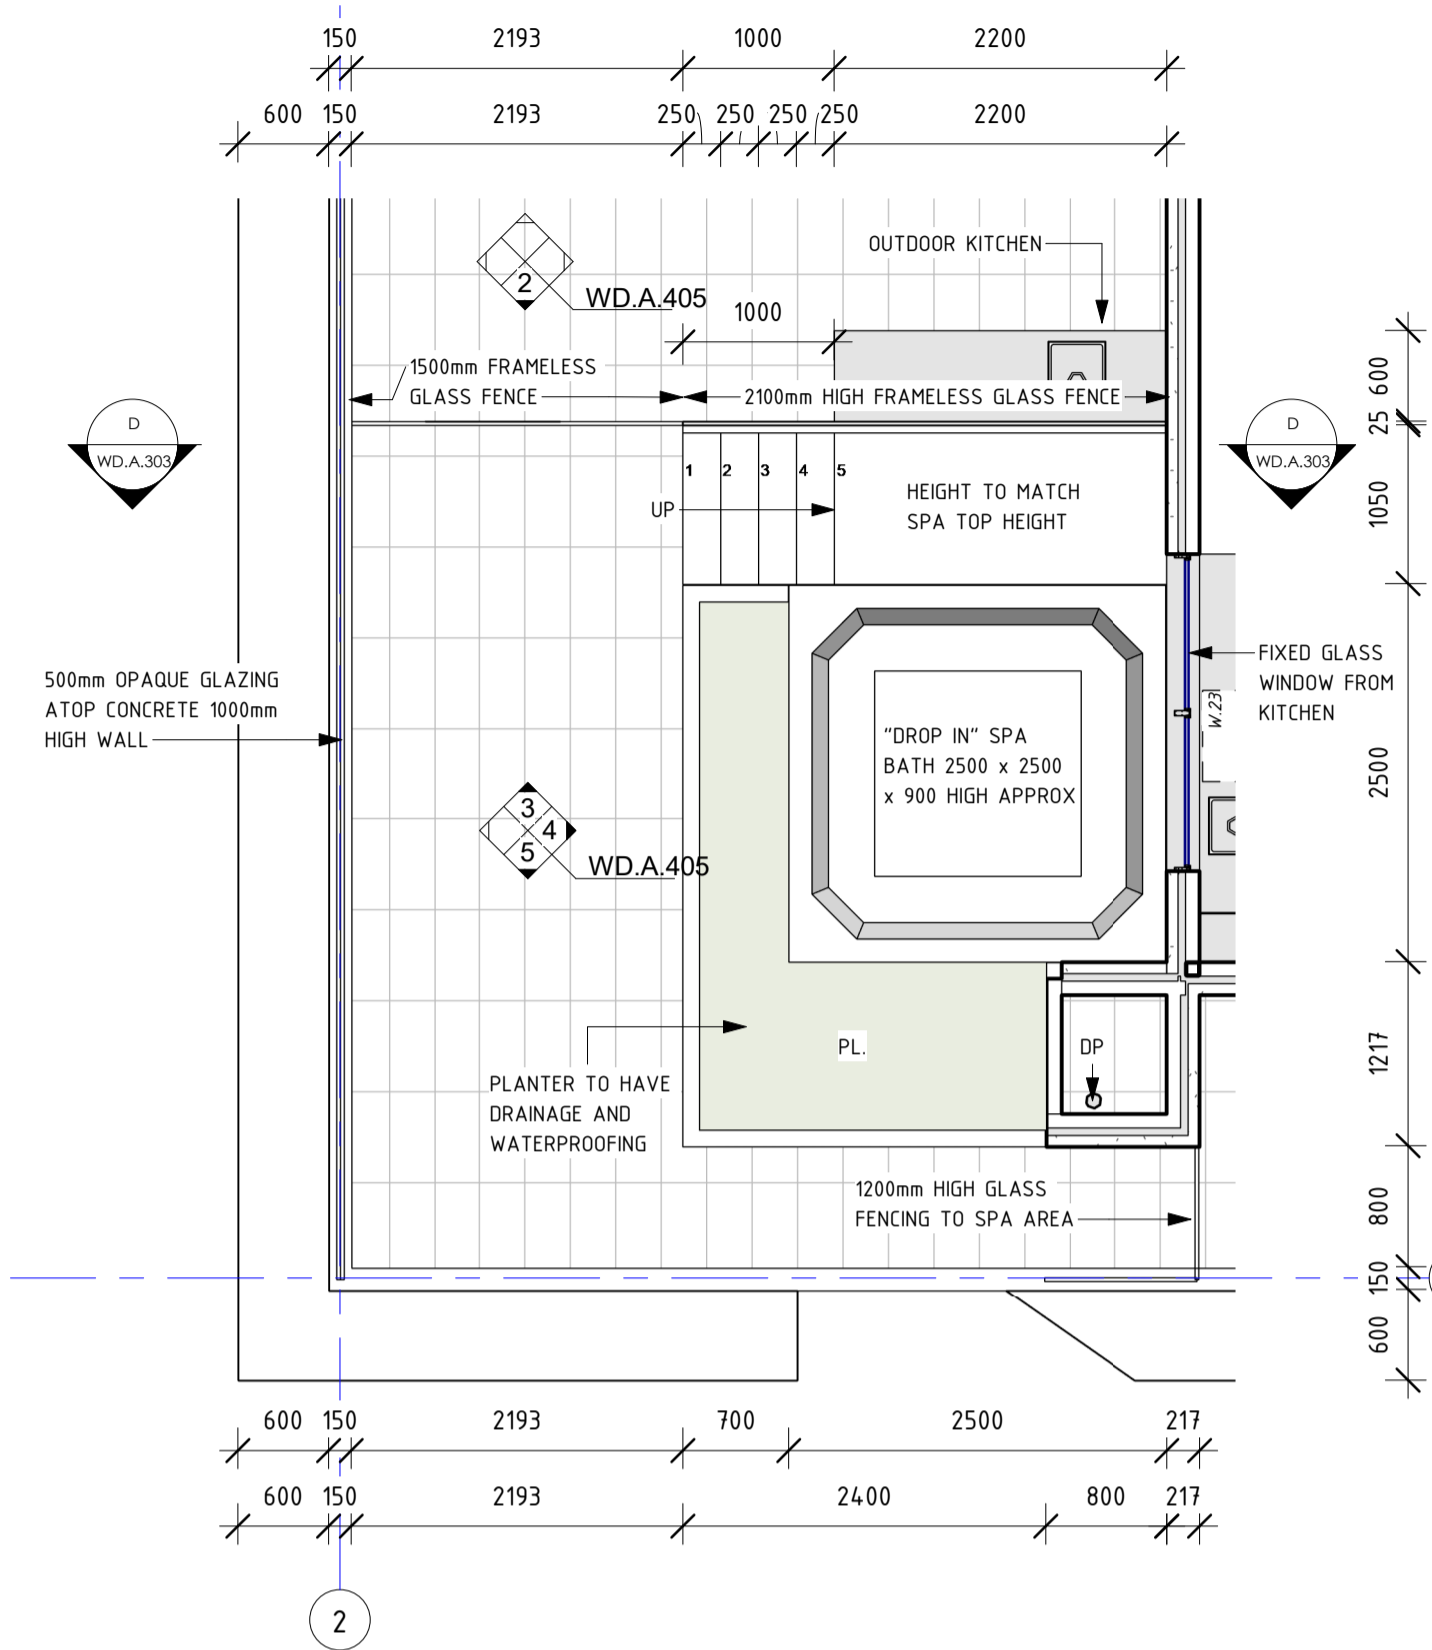 150 2193 1000 2200
600 150 2193 250 250 250 250 2200
2
WD.A.405
OUTDOOR KITCHEN
1000
1500mm FRAMELESS
GLASS FENCE
2100mm HIGH FRAMELESS GLASS FENCE
600
25
D
WD.A.303
D
WD.A.303
1 2 3 4 5
UP
HEIGHT TO MATCH
SPA TOP HEIGHT
1050
500mm OPAQUE GLAZING
ATOP CONCRETE 1000mm
HIGH WALL
FIXED GLASS
WINDOW FROM
KITCHEN
W.23
"DROP IN" SPA
BATH 2500 x 2500
x 900 HIGH APPROX
2500
3
4
5
WD.A.405
PL.
DP
1217
PLANTER TO HAVE
DRAINAGE AND
WATERPROOFING
1200mm HIGH GLASS
FENCING TO SPA AREA
800
150
600
600 150 2193 700 2500 217
600 150 2193 2400 800 217
2